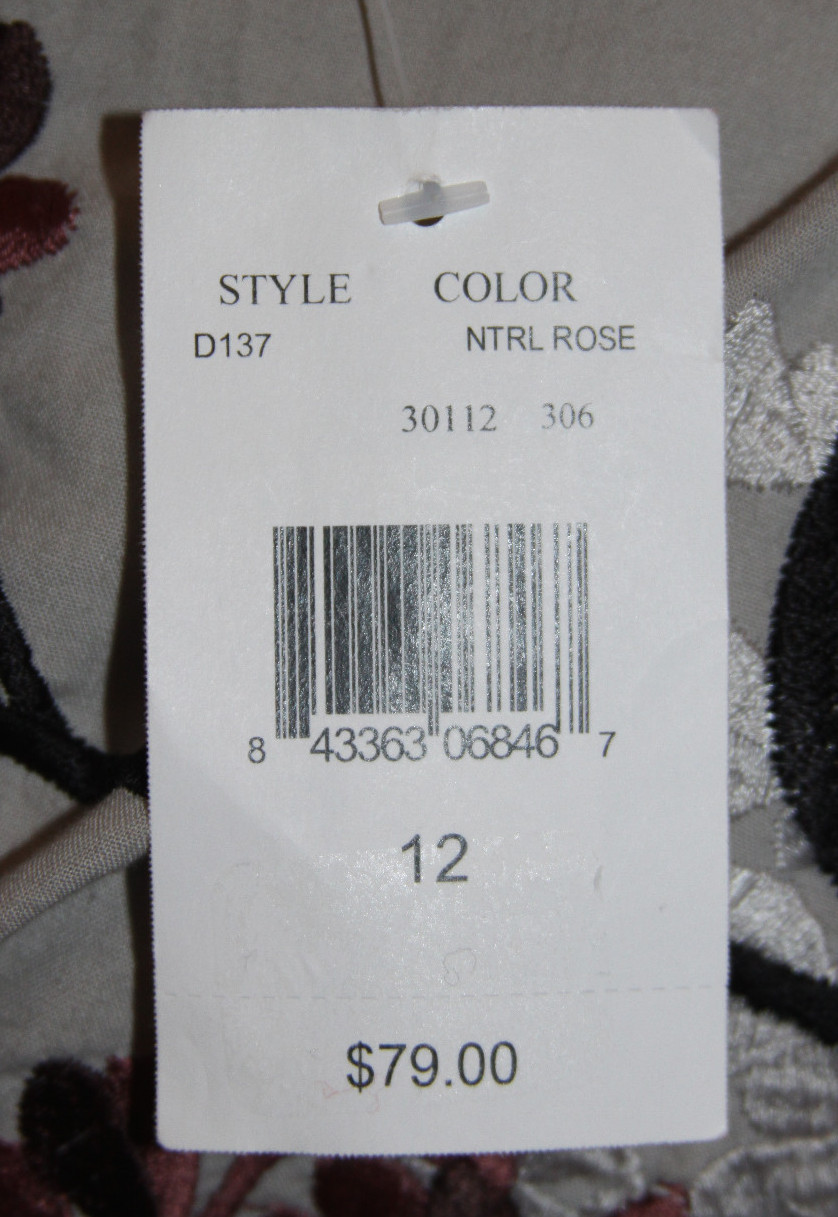 STYLE COLOR
D137 NTRL ROSE
30112 306
8 43363 06846 7
12
$79.00